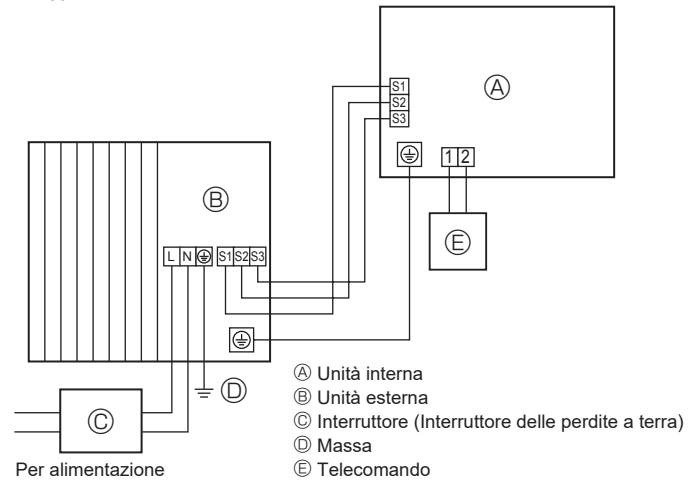 Ⓐ
S1
S2
S3
1 2
Ⓔ
Ⓑ
L N S1 S2 S3
Ⓓ
Ⓒ
Per alimentazione
Ⓐ Unità interna
Ⓑ Unità esterna
Ⓒ Interruttore (Interruttore delle perdite a terra)
Ⓓ Massa
Ⓔ Telecomando